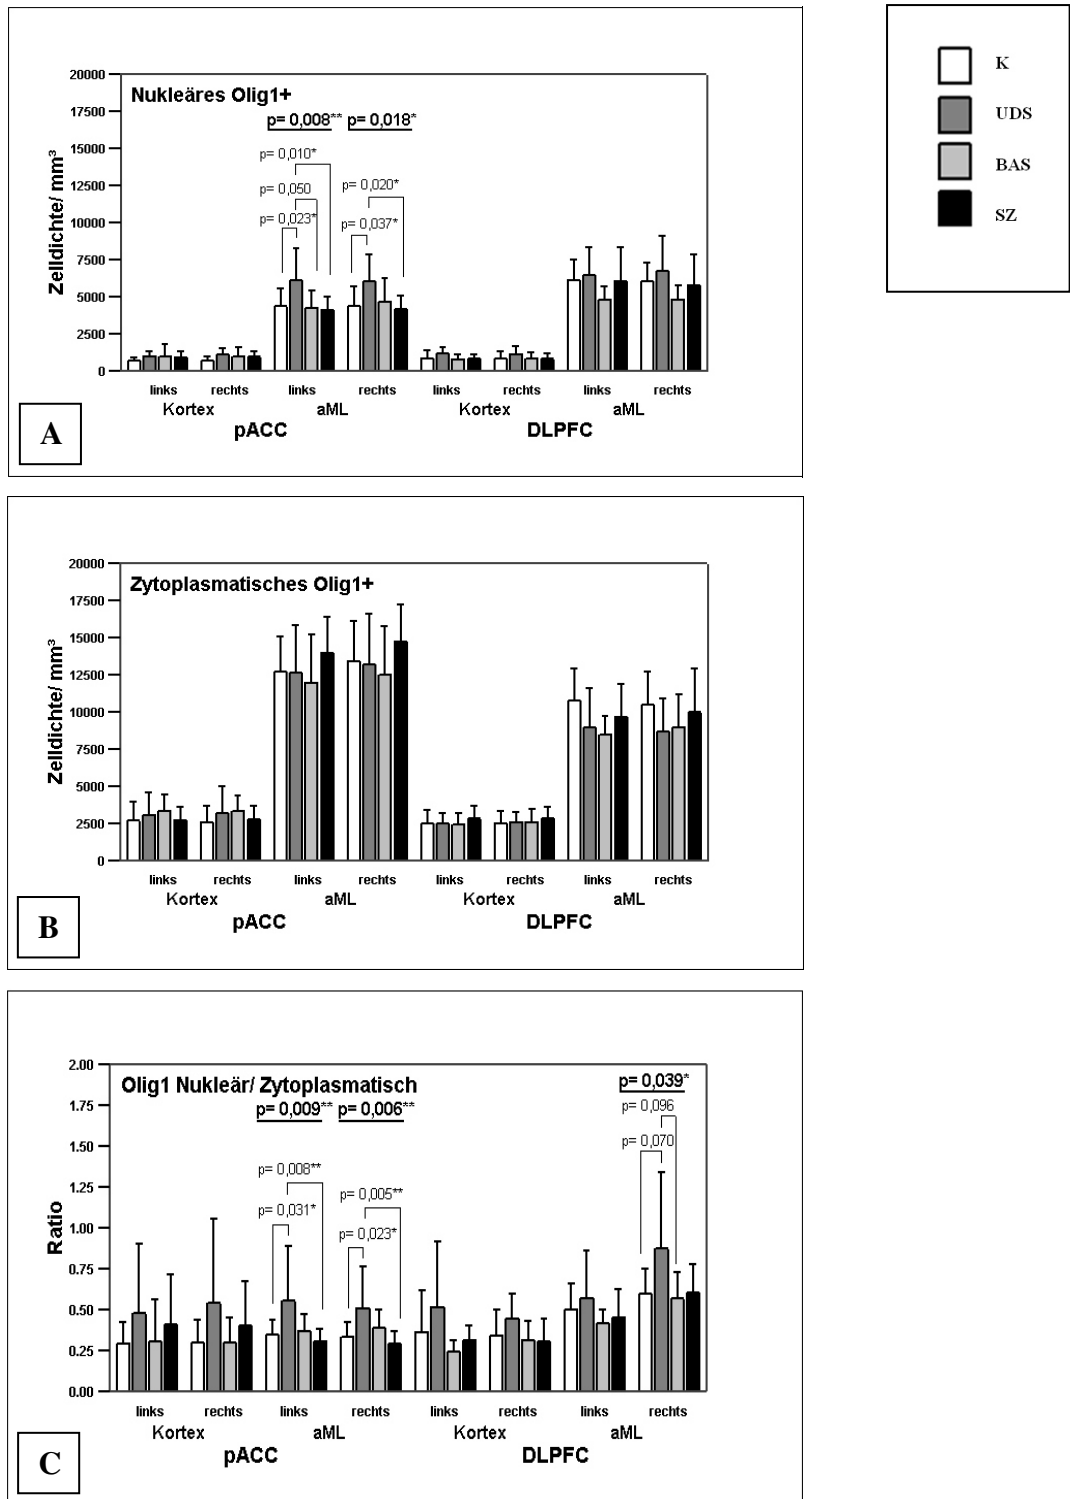 K
UDS
BAS
SZ
20000
17500
15000
12500
10000
7500
5000
2500
0
Zelldichte/ mm³
Nukleäres Olig1+
p= 0,008** p= 0,018*
p= 0,010*
p= 0,050
p= 0,023*
p= 0,020*
p= 0,037*
links rechts links rechts links rechts links rechts
Kortex aML Kortex aML
pACC DLPFC
A
20000
17500
15000
12500
10000
7500
5000
2500
0
Zelldichte/ mm³
Zytoplasmatisches Olig1+
links rechts links rechts links rechts links rechts
Kortex aML Kortex aML
pACC DLPFC
B
2.00
1.75
1.50
1.25
1.00
0.75
0.50
0.25
0.00
Ratio
Olig1 Nukleär/ Zytoplasmatisch
p= 0,009** p= 0,006**
p= 0,008**
p= 0,031*
p= 0,005**
p= 0,023*
p= 0,039*
p= 0,096
p= 0,070
links rechts links rechts links rechts links rechts
Kortex aML Kortex aML
pACC DLPFC
C